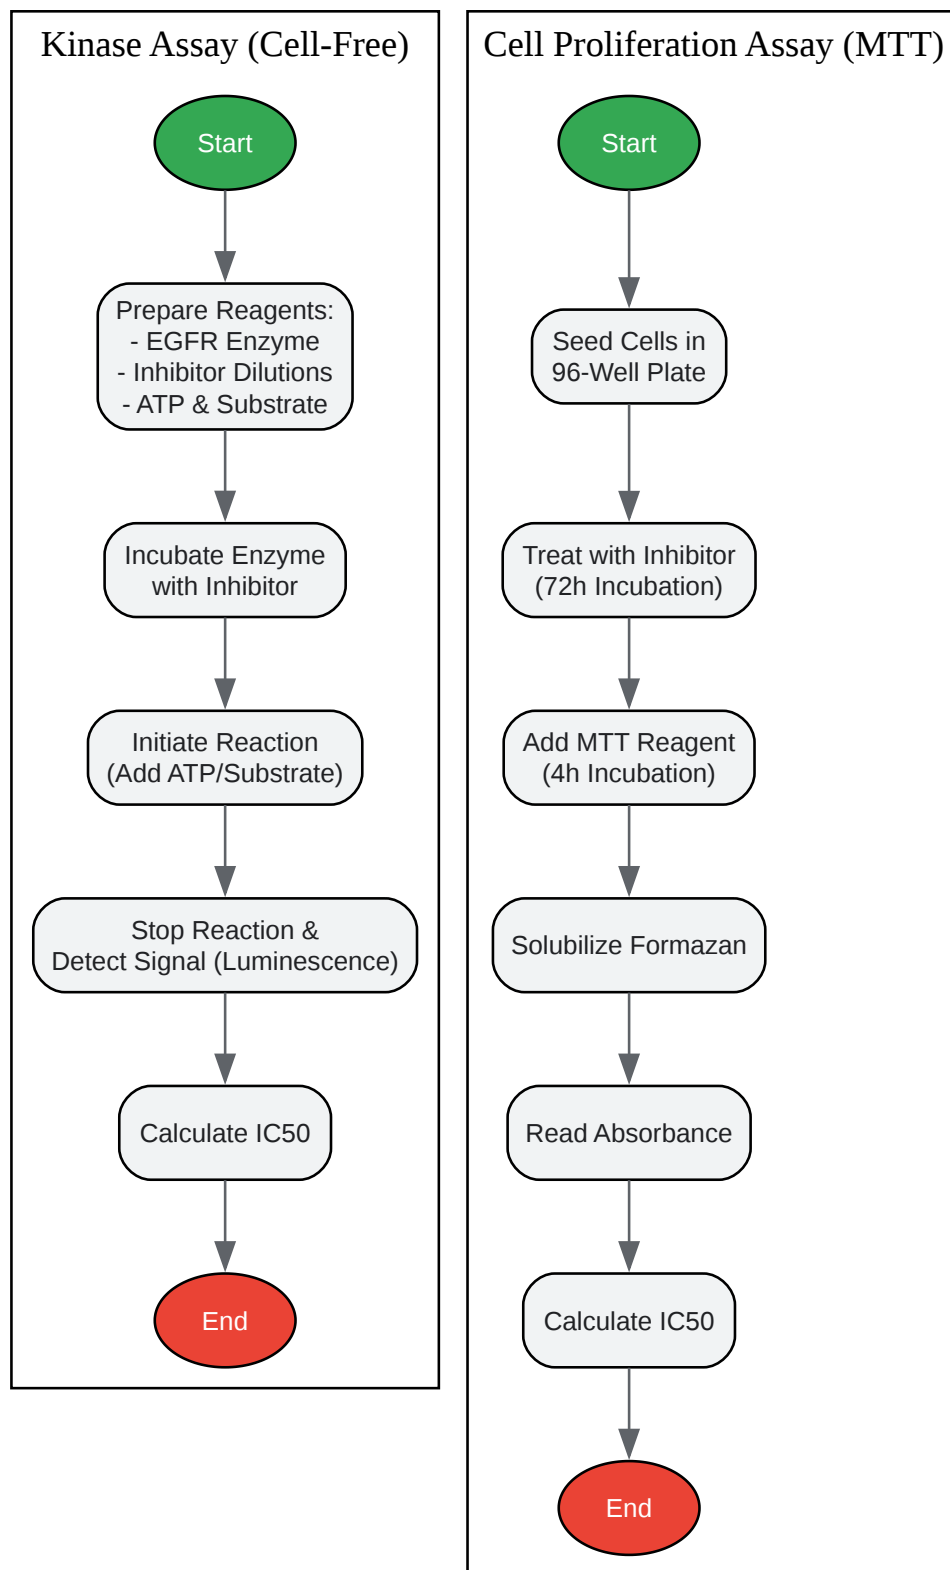 Kinase Assay (Cell-Free)
Start
Prepare Reagents:
- EGFR Enzyme
- Inhibitor Dilutions
- ATP & Substrate
Incubate Enzyme
with Inhibitor
Initiate Reaction
(Add ATP/Substrate)
Stop Reaction &
Detect Signal (Luminescence)
Calculate IC50
End
Cell Proliferation Assay (MTT)
Start
Seed Cells in
96-Well Plate
Treat with Inhibitor
(72h Incubation)
Add MTT Reagent
(4h Incubation)
Solubilize Formazan
Read Absorbance
Calculate IC50
End